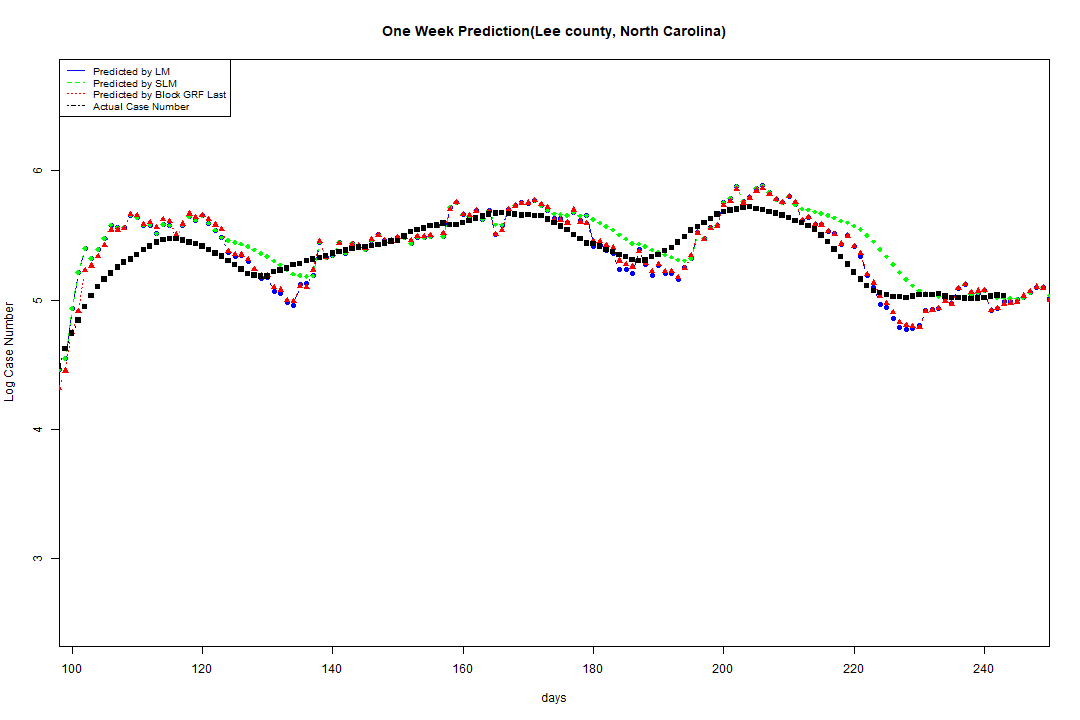 One Week Prediction(Lee county, North Carolina)
Predicted by LM
Predicted by SLM
Predicted by Block GRF Last
Actual Case Number
6
5
4
3
Log Case Number
100 120 140 160 180 200 220 240
days